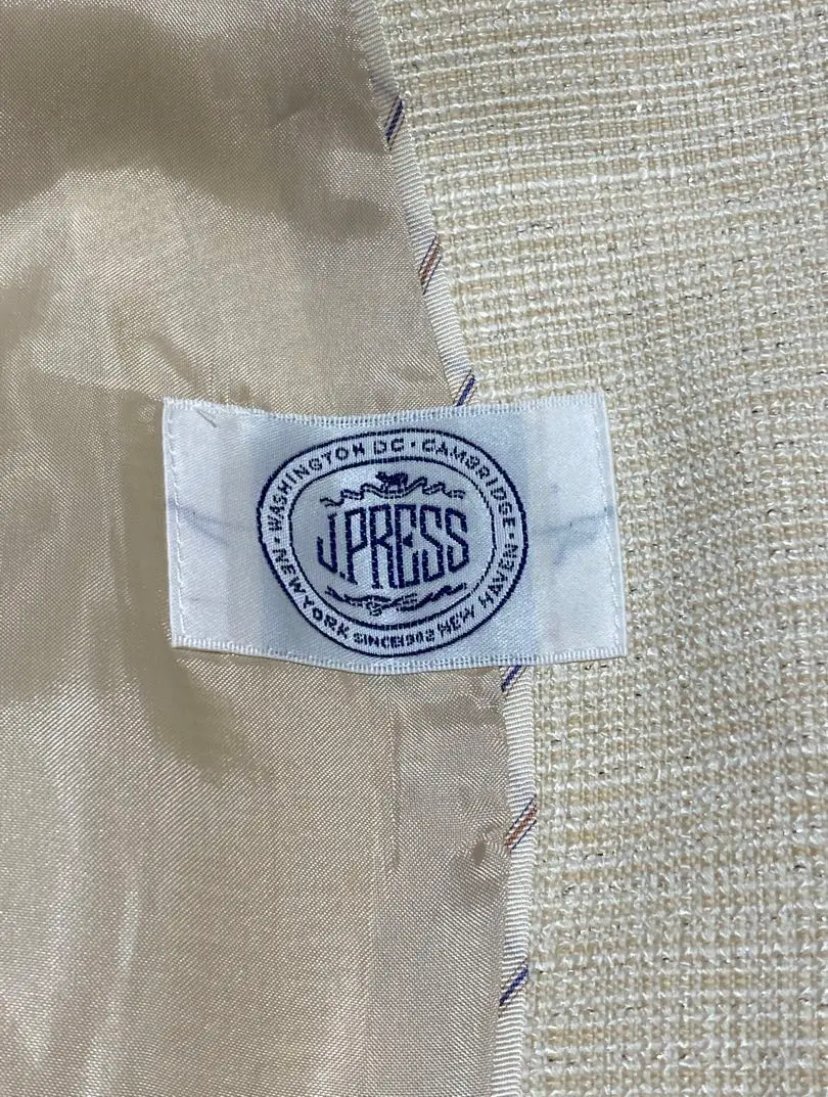 WASHINGTON DC · CAMBRIDGE ·
J.PRESS
· NEW YORK SINCE 1902 NEW HAVEN ·